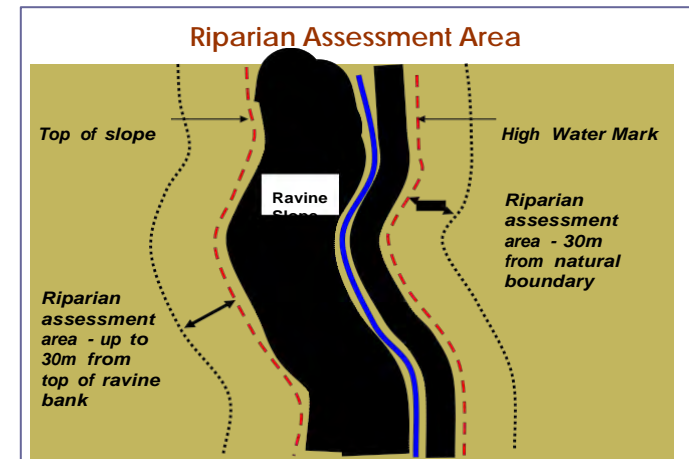 Riparian Assessment Area
Top of slope
High Water Mark
Ravine
Riparian
assessment
area - 30m
from natural
boundary
Riparian
assessment
area - up to
30m from
top of ravine
bank